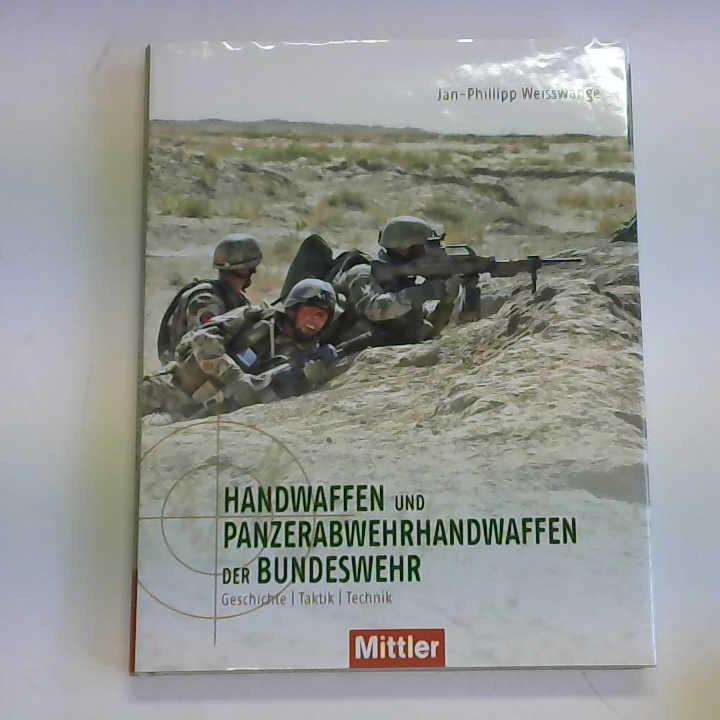 Jan-Phillipp Weisswange
HANDWAFFEN UND
PANZERABWEHRHANDWAFFEN
DER BUNDESWEHR
Geschichte | Taktik | Technik
Mittler